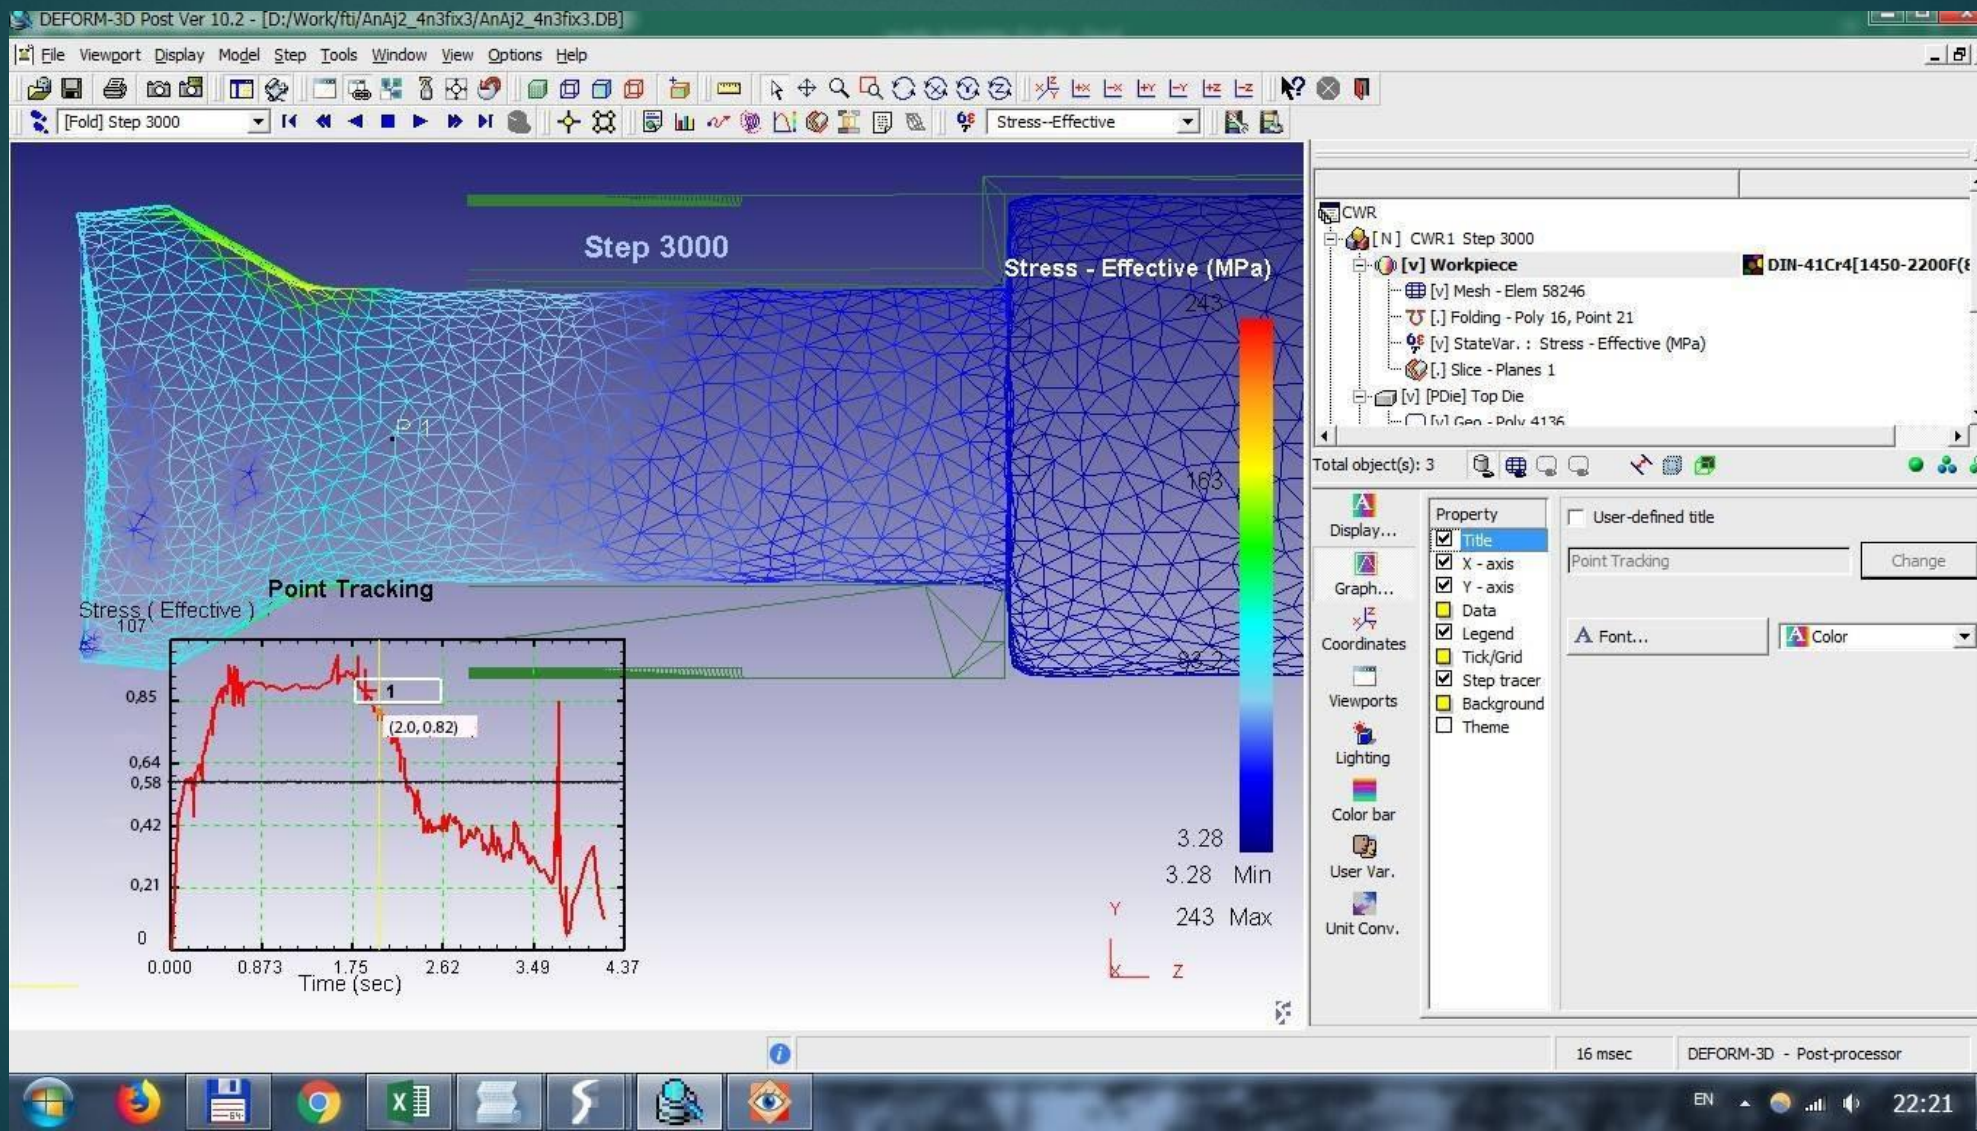 DEFORM-3D Post Ver 10.2 - [D:/Work/fti/AnAj2_4n3fix3/AnAj2_4n3fix3.DB]
File Viewport Display Model Step Tools Window View Options Help
[Fold] Step 3000
Stress--Effective
Step 3000
Stress - Effective (MPa)
243
163
83.2
3.28
3.28 Min
243 Max
P 1
Y
X Z
Point Tracking
Stress ( Effective )
107
0,85
0,64
0,58
0,42
0,21
0
1
(2.0, 0.82)
0.000 0.873 1.75 2.62 3.49 4.37
Time (sec)
CWR
[N] CWR1 Step 3000
[v] Workpiece DIN-41Cr4[1450-2200F(8
[v] Mesh - Elem 58246
[.] Folding - Poly 16, Point 21
[v] StateVar. : Stress - Effective (MPa)
[.] Slice - Planes 1
[v] [PDie] Top Die
[v] Geo - Poly 4136
Total object(s): 3
Display...
Graph...
Coordinates
Viewports
Lighting
Color bar
User Var.
Unit Conv.
Property
Title
X - axis
Y - axis
Data
Legend
Tick/Grid
Step tracer
Background
Theme
User-defined title
Point Tracking Change
A Font... Color
16 msec DEFORM-3D - Post-processor
EN 22:21